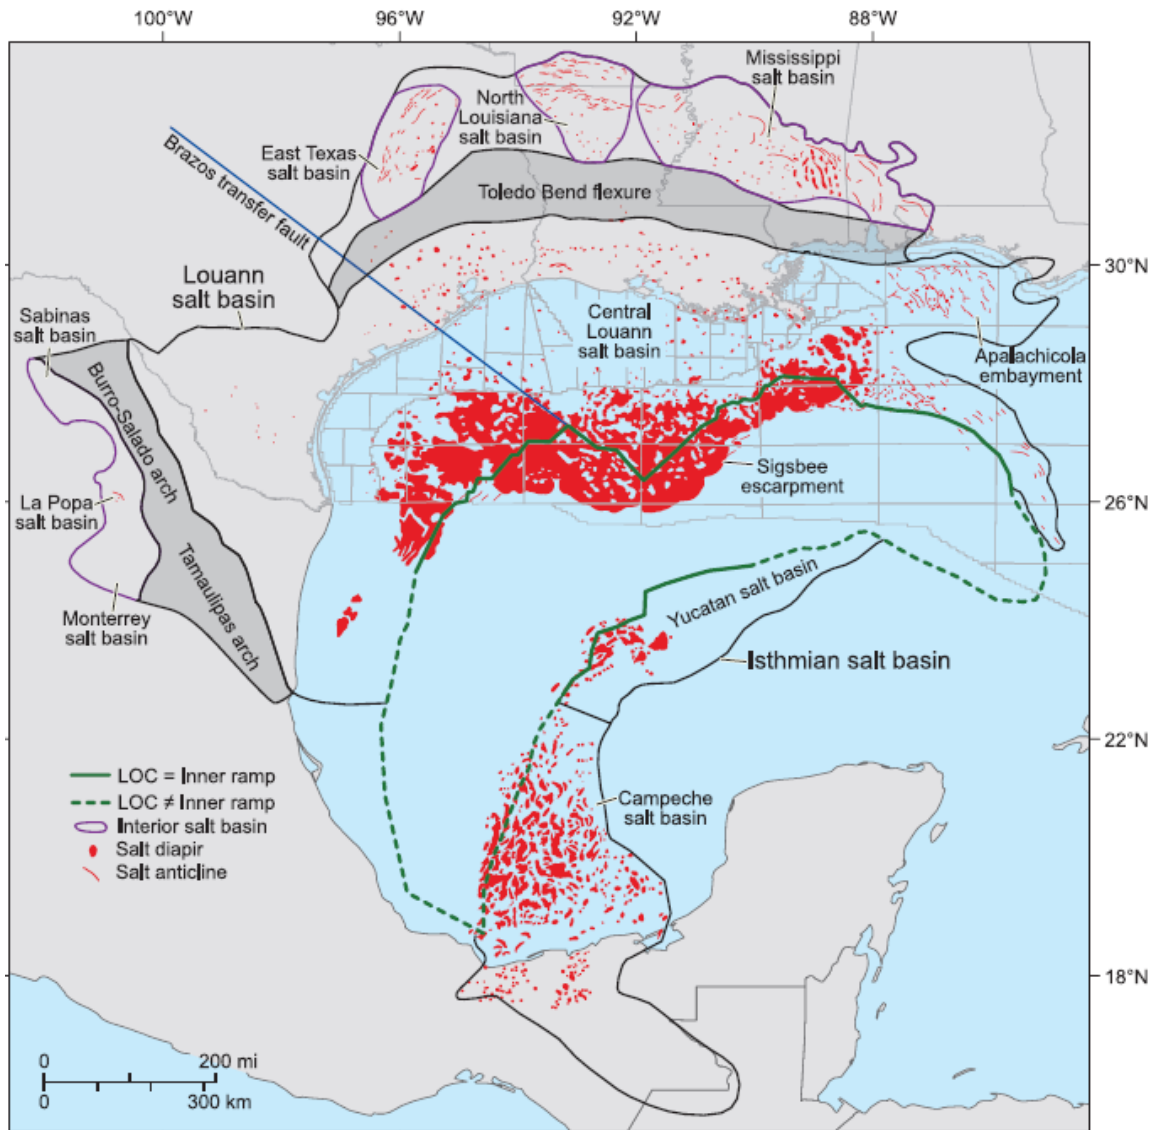 100°W
96°W
92°W
88°W
Mississippi
salt basin
North
Louisiana
salt basin
East Texas
salt basin
Brazos transfer fault
Toledo Bend flexure
30°N
Louann
salt basin
Sabinas
salt basin
Central
Louann
salt basin
Apalachicola
embayment
Burro-Salado arch
Sigsbee
escarpment
La Popa
salt basin
26°N
Tamaulipas arch
Monterrey
salt basin
Yucatan salt basin
Isthmian salt basin
22°N
LOC = Inner ramp
LOC ≠ Inner ramp
Interior salt basin
Salt diapir
Salt anticline
Campeche
salt basin
18°N
0
200 mi
0
300 km